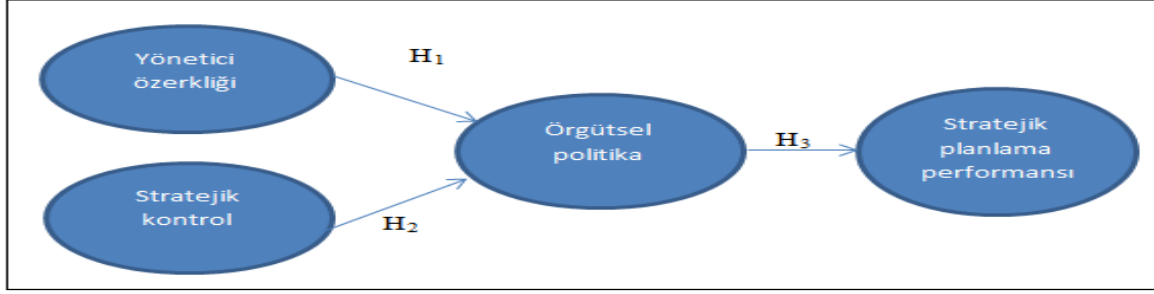 Yönetici
özerkliği
H₁
Örgütsel
politika
H₃
Stratejik
planlama
performansı
Stratejik
kontrol
H₂